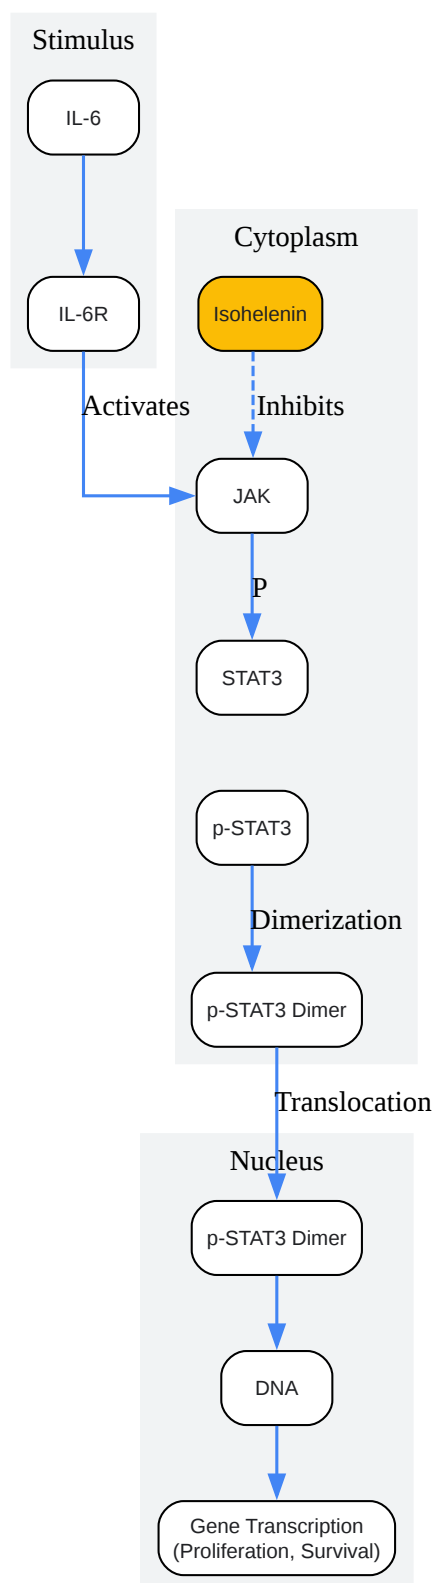 Stimulus
IL-6
IL-6R
Activates
Cytoplasm
Isohelenin
Inhibits
JAK
P
STAT3
p-STAT3
Dimerization
p-STAT3 Dimer
Translocation
Nucleus
p-STAT3 Dimer
DNA
Gene Transcription
(Proliferation, Survival)